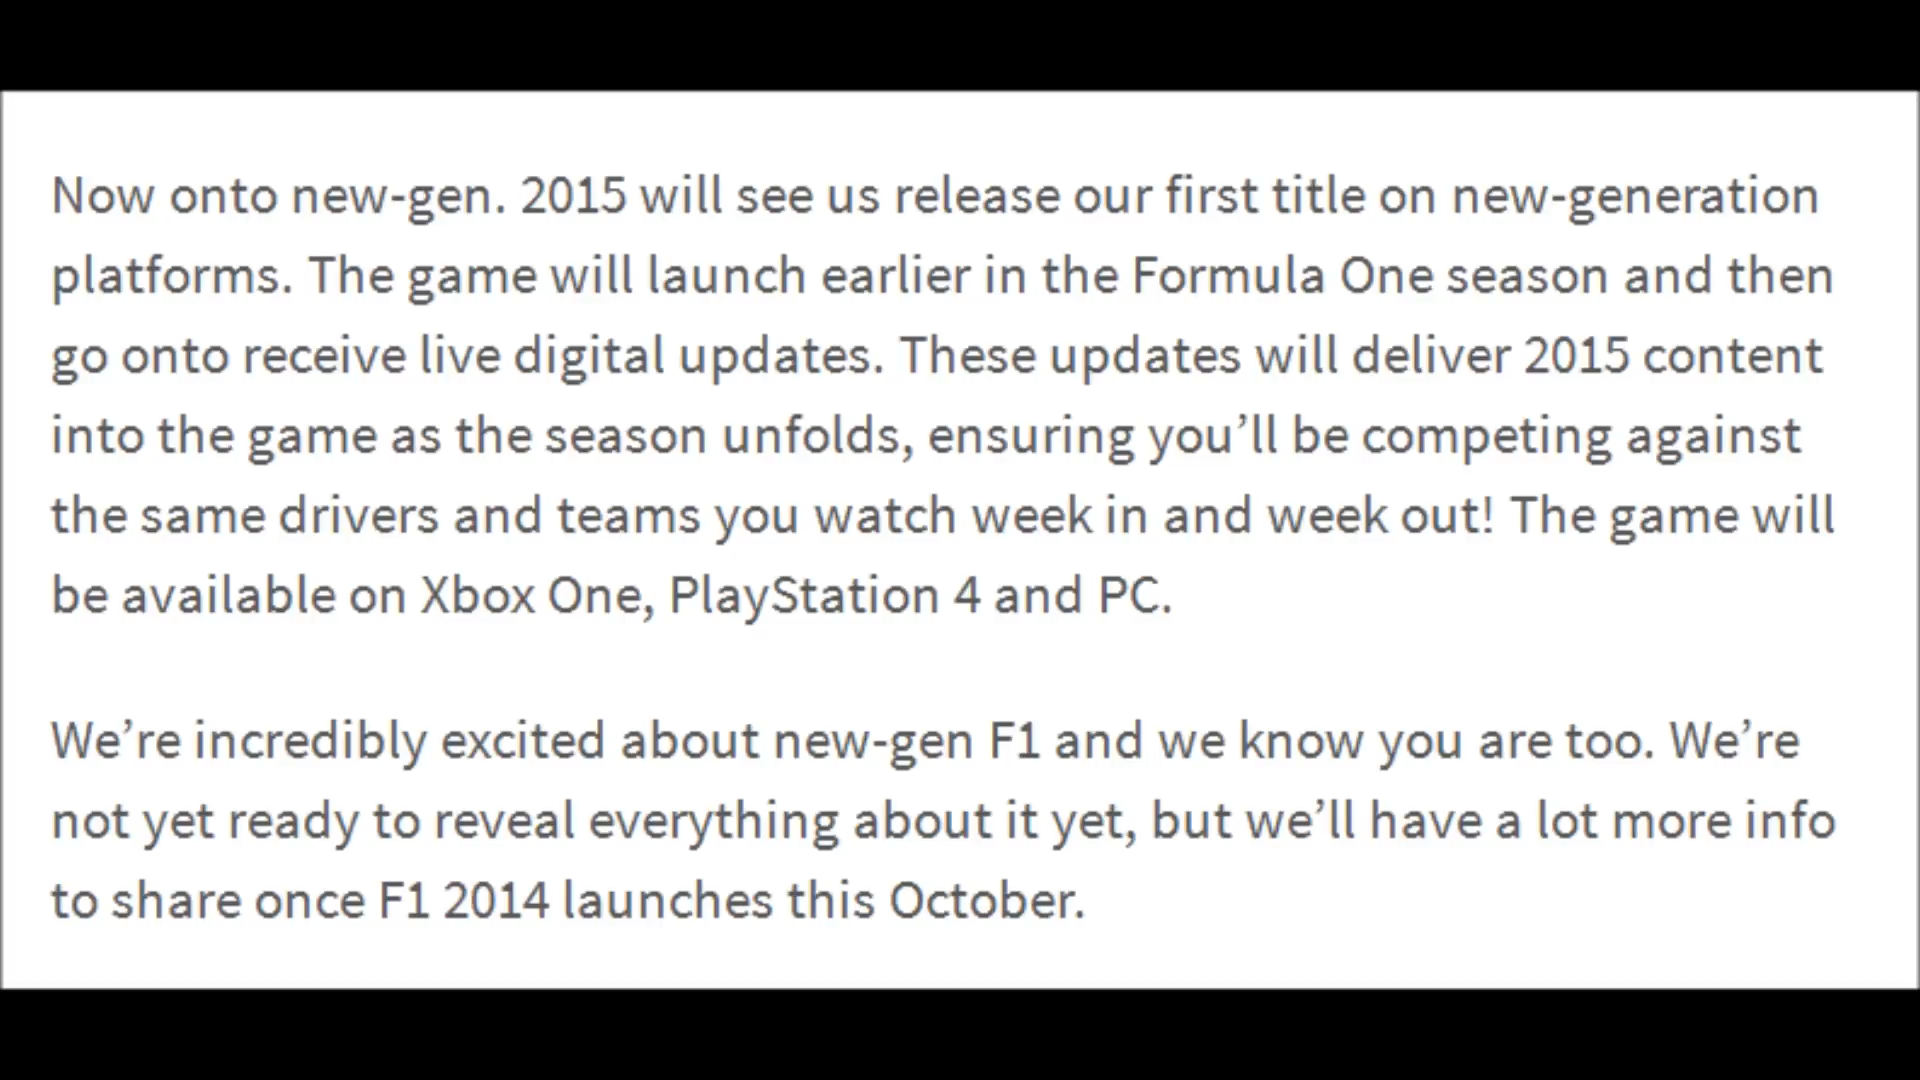 Now onto new-gen. 2015 will see us release our first title on new-generation
platforms. The game will launch earlier in the Formula One season and then
go onto receive live digital updates. These updates will deliver 2015 content
into the game as the season unfolds, ensuring you’ll be competing against
the same drivers and teams you watch week in and week out! The game will
be available on Xbox One, PlayStation 4 and PC.
We’re incredibly excited about new-gen F1 and we know you are too. We’re
not yet ready to reveal everything about it yet, but we’ll have a lot more info
to share once F1 2014 launches this October.